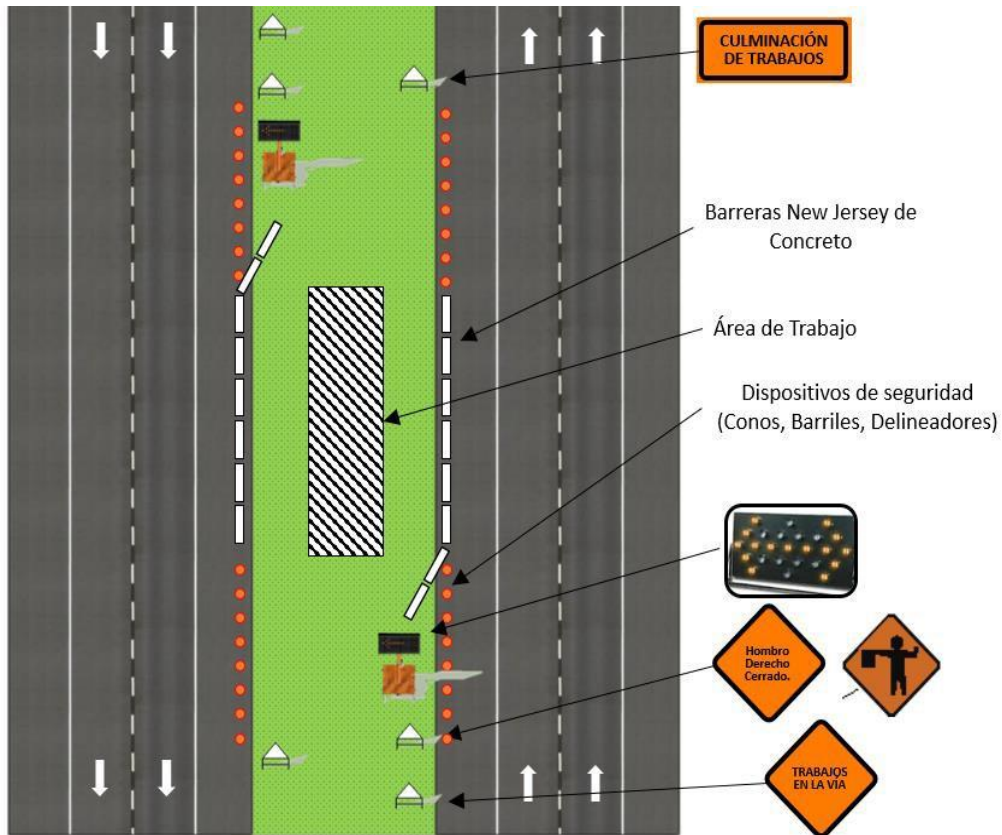 CULMINACIÓN
DE TRABAJOS
Barreras New Jersey de
Concreto
Área de Trabajo
Dispositivos de seguridad
(Conos, Barriles, Delineadores)
Hombro
Derecho
Cerrado.
TRABAJOS
EN LA VÍA